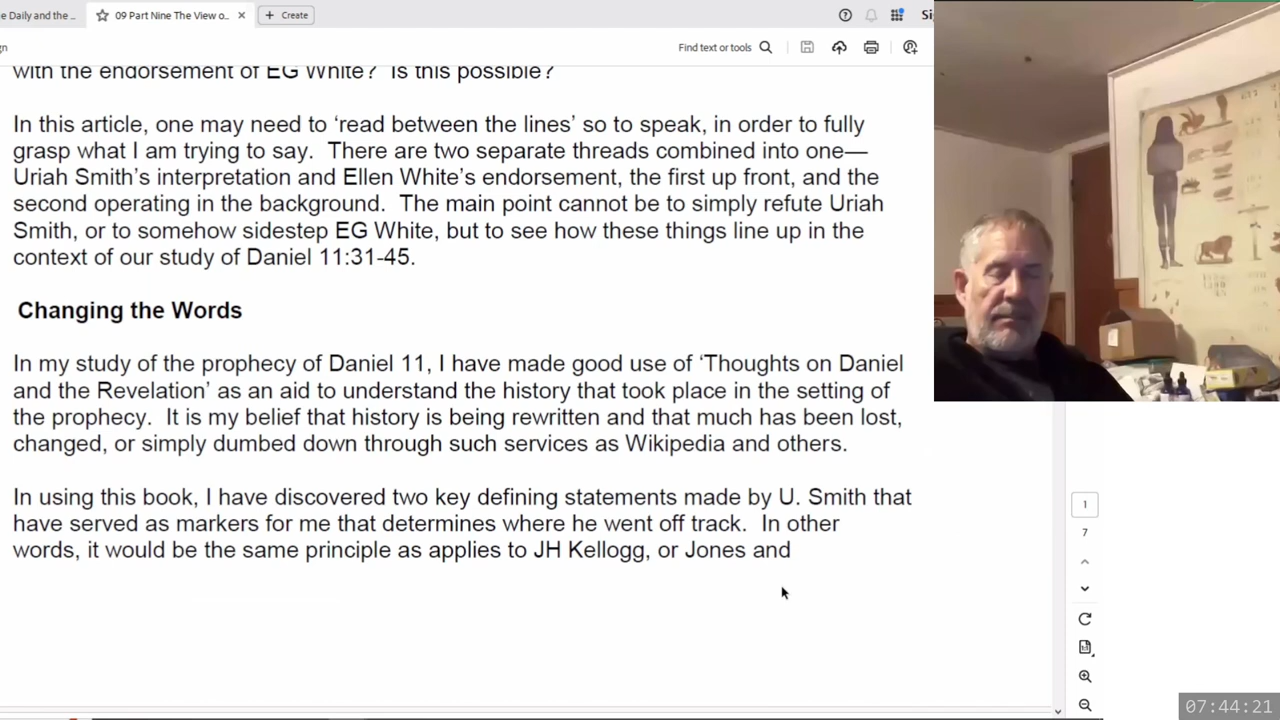 e Daily and the ..
09 Part Nine The View o...
Create
gn
Find text or tools
with the endorsement of EG White?  Is this possible?
In this article, one may need to ‘read between the lines’ so to speak, in order to fully
grasp what I am trying to say.  There are two separate threads combined into one—
Uriah Smith’s interpretation and Ellen White’s endorsement, the first up front, and the
second operating in the background.  The main point cannot be to simply refute Uriah
Smith, or to somehow sidestep EG White, but to see how these things line up in the
context of our study of Daniel 11:31-45.
Changing the Words
In my study of the prophecy of Daniel 11, I have made good use of ‘Thoughts on Daniel
and the Revelation’ as an aid to understand the history that took place in the setting of
the prophecy.  It is my belief that history is being rewritten and that much has been lost,
changed, or simply dumbed down through such services as Wikipedia and others.
In using this book, I have discovered two key defining statements made by U. Smith that
have served as markers for me that determines where he went off track.  In other
words, it would be the same principle as applies to JH Kellogg, or Jones and
1
7
07:44:21